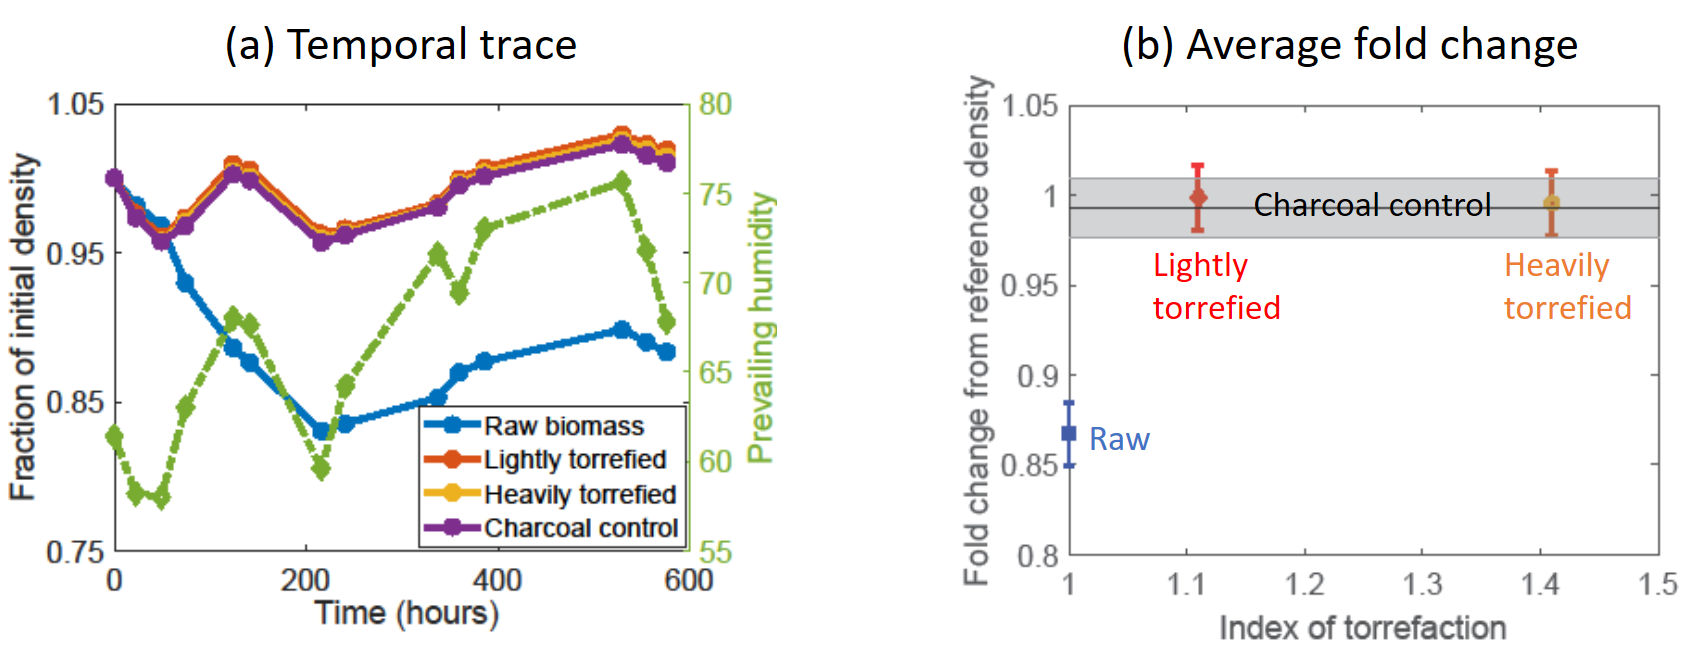 (a) Temporal trace
Fraction of initial density
1.05
0.95
0.85
0.75
0
200
400
600
Time (hours)
80
75
70
65
60
55
Prevailing humidity
Raw biomass
Lightly torrefied
Heavily torrefied
Charcoal control
(b) Average fold change
Fold change from reference density
1.05
1
0.95
0.9
0.85
0.8
1
1.1
1.2
1.3
1.4
1.5
Index of torrefaction
Charcoal control
Lightly
torrefied
Heavily
torrefied
Raw